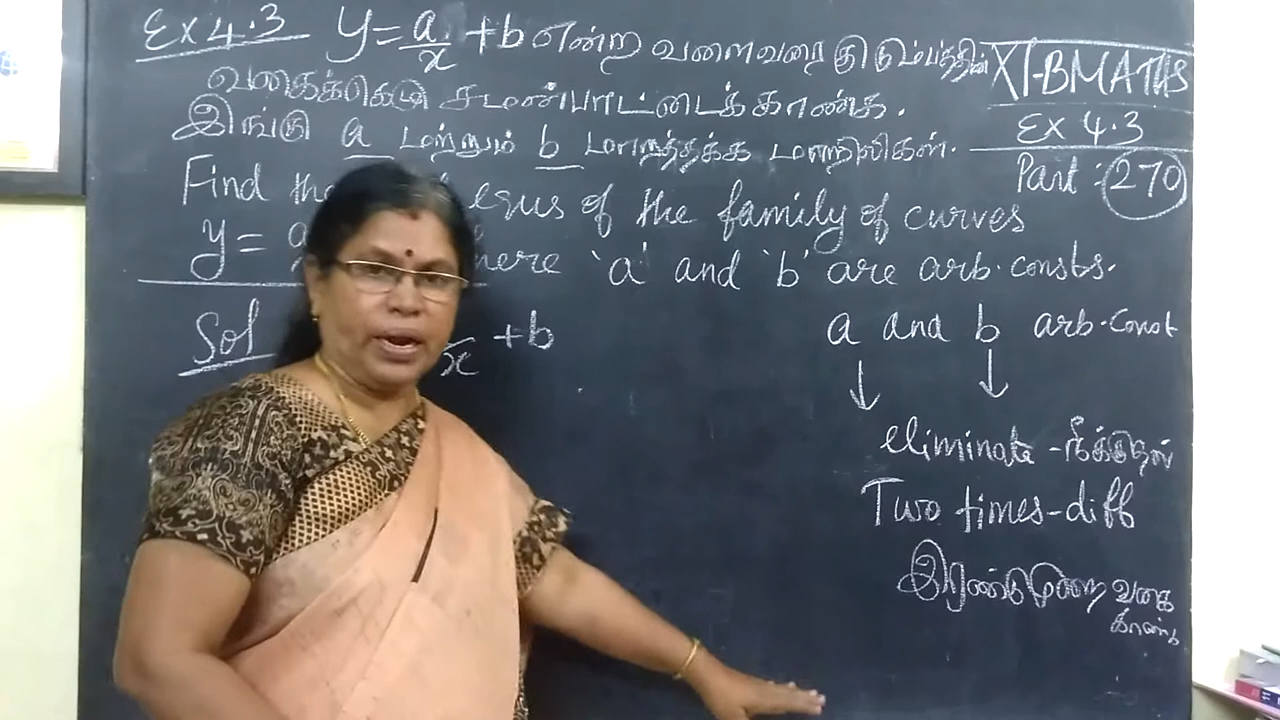 Ex 4.3 y = a/x + b என்ற வளைவரை குடும்பத்தின்
வகைக்கெழு சமன்பாட்டைக் காண்க.
இங்கு a மற்றும் b மாறத்தக்க மாறிலிகள்.
Find the equs of the family of curves
y = where 'a' and 'b' are arb. consts.
XI-BMATHS
Ex 4.3
Part : 270
Sol
x + b
a and b arb. Const
eliminate - நீக்குதல்
Two times - diff
இரண்டுமுறை வகை
காண்க